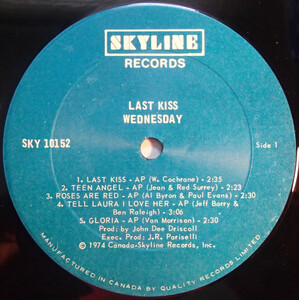 SKYLINE
RECORDS
LAST KISS
WEDNESDAY
SKY 10152
Side 1
1. LAST KISS - AP (W. Cochrane) - 2:35
2. TEEN ANGEL - AP (Jean & Red Surrey) - 2:23
3. ROSES ARE RED - AP (Al Byron & Paul Evans) - 2:30
4. TELL LAURA I LOVE HER - AP (Jeff Barry &
Ben Raleigh) - 3:06
5. GLORIA - AP (Van Morrison) - 2:30
Prod: by John Dee Driscoll
Exec. Prod: J.R. Pariselli
© 1974 Canada-Skyline Records, Inc.
MANUFACTURED IN CANADA BY QUALITY RECORDS LIMITED